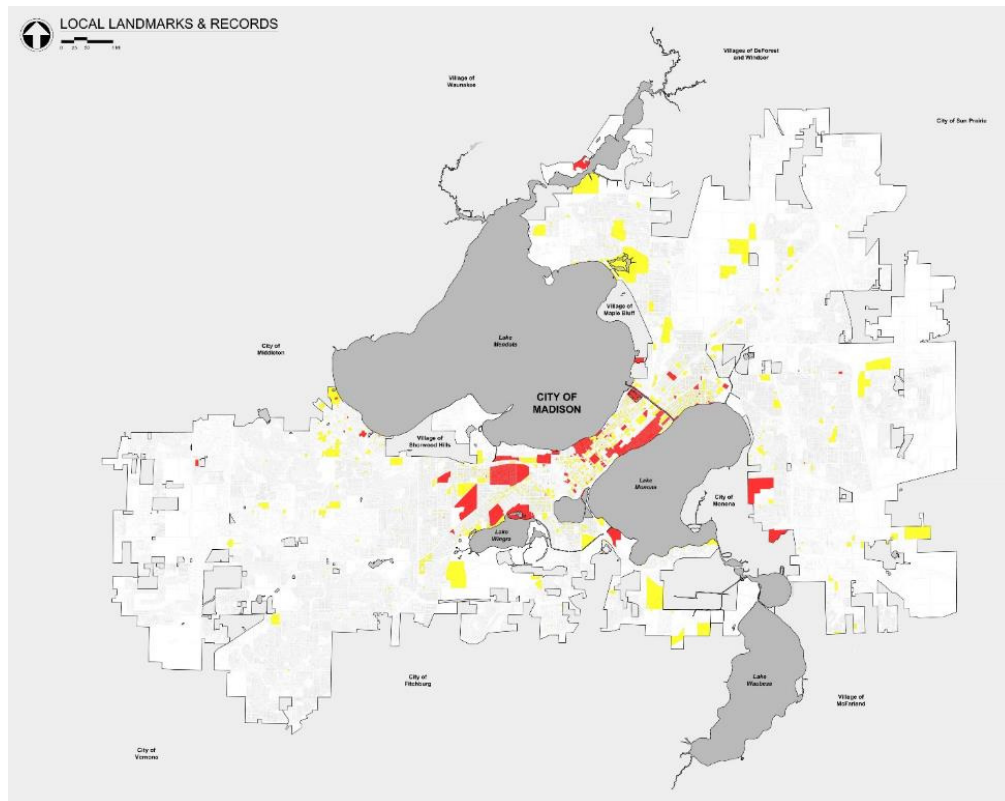 LOCAL LANDMARKS & RECORDS
Village of
Waunakee
Villages of DeForest
and Windsor
City of Sun Prairie
Village of
Maple Bluff
Lake
Mendota
City of
Middleton
CITY OF
MADISON
Village of
Shorewood Hills
Lake
Monona
City of
Monona
Lake
Wingra
City of
Fitchburg
Lake
Waubesa
Village of
McFarland
City of
Verona